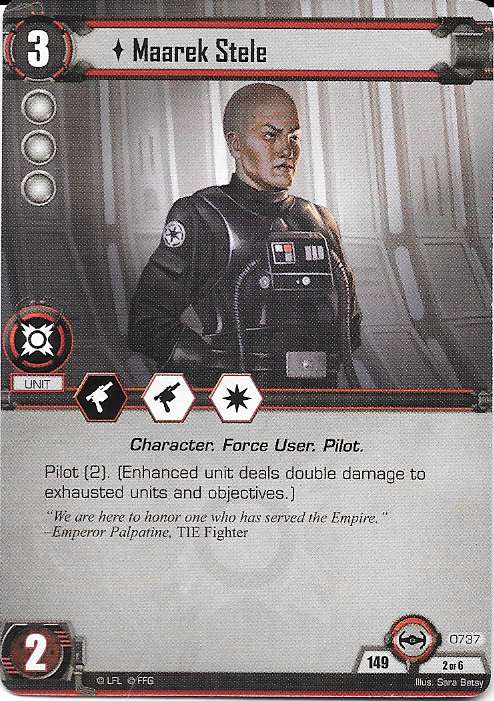 3
♦ Maarek Stele
UNIT
Character. Force User. Pilot.
Pilot (2). (Enhanced unit deals double damage to
exhausted units and objectives.)
“We are here to honor one who has served the Empire.”
–Emperor Palpatine, TIE Fighter
2
© LFL © FFG
149
2 of 6
0737
Illus. Sara Betsy